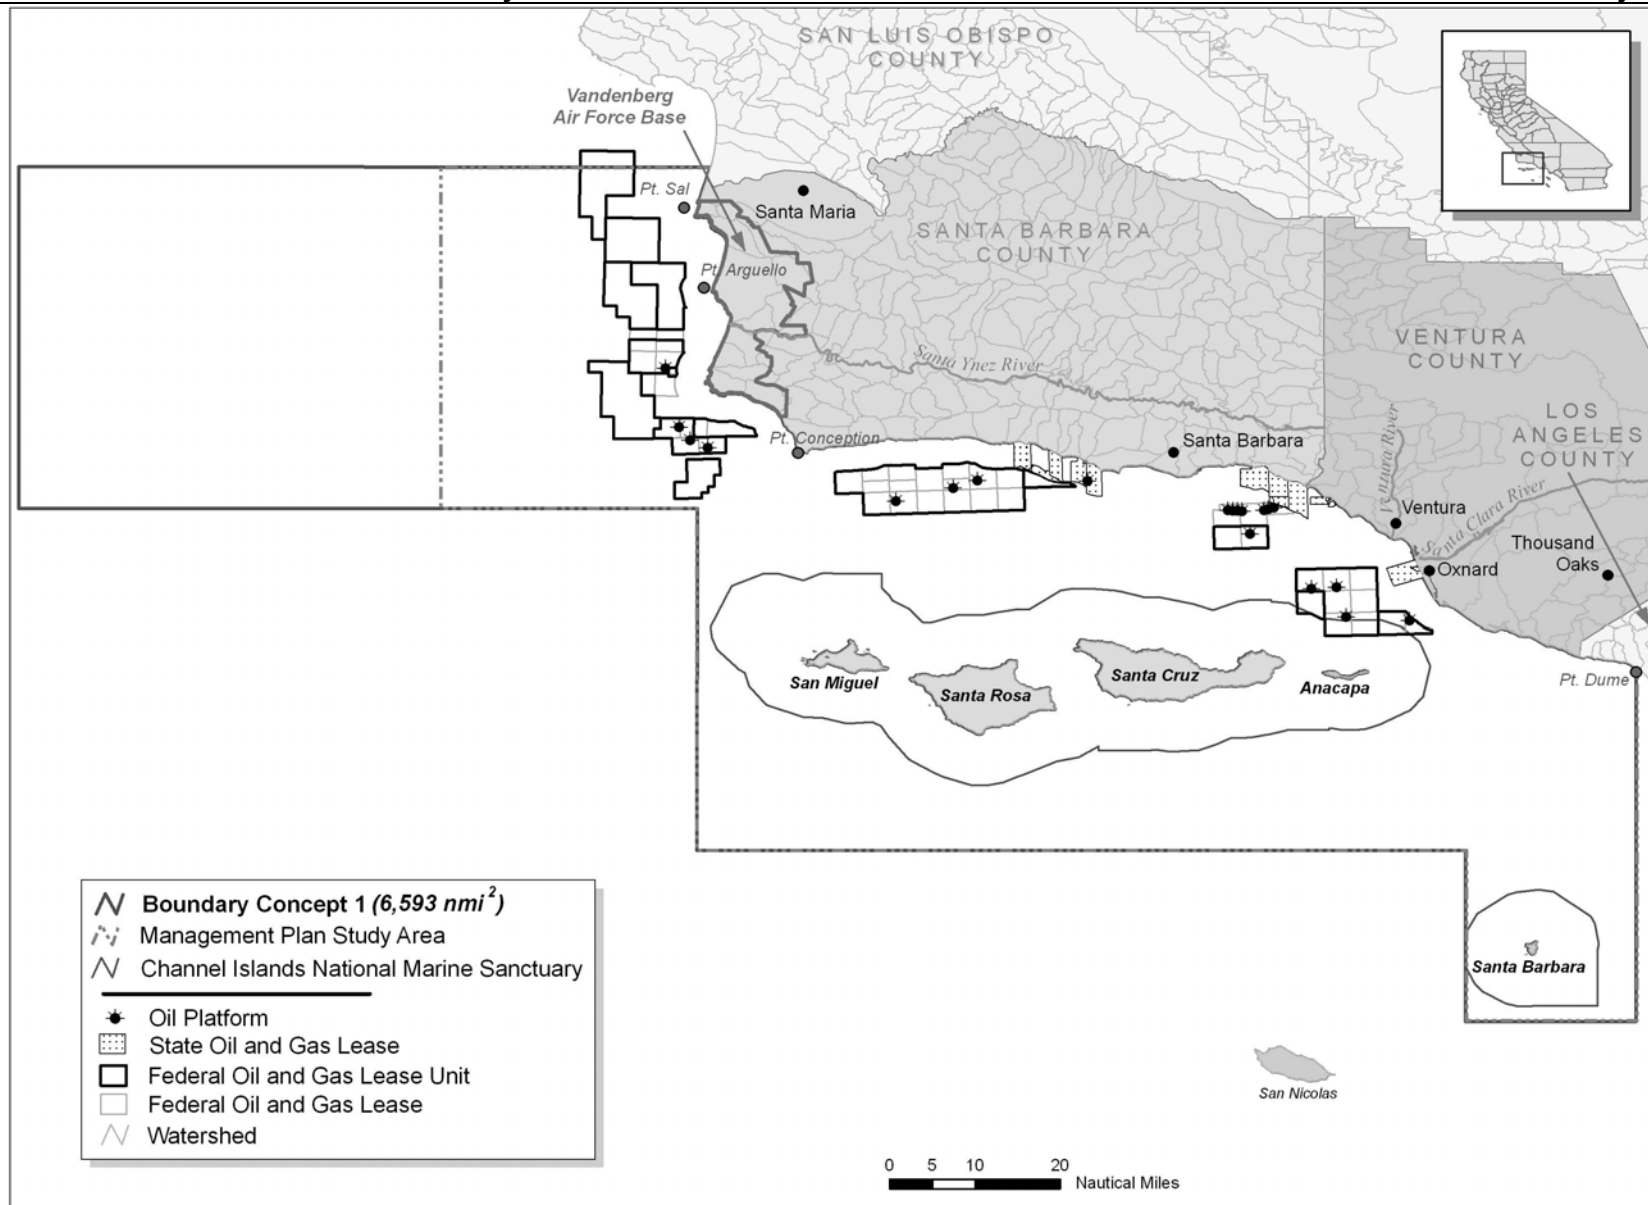 SAN LUIS OBISPO
COUNTY
Vandenberg
Air Force Base
Pt. Sal
Santa Maria
SANTA BARBARA
COUNTY
Pt. Arguello
VENTURA
COUNTY
Santa Ynez River
LOS
ANGELES
COUNTY
Pt. Conception
Santa Barbara
Ventura River
Ventura
Santa Clara River
Thousand
Oaks
Oxnard
San Miguel
Santa Rosa
Santa Cruz
Anacapa
Pt. Dume
Boundary Concept 1 (6,593 nmi²)
Management Plan Study Area
Channel Islands National Marine Sanctuary
Oil Platform
State Oil and Gas Lease
Federal Oil and Gas Lease Unit
Federal Oil and Gas Lease
Watershed
Santa Barbara
San Nicolas
0 5 10 20
Nautical Miles